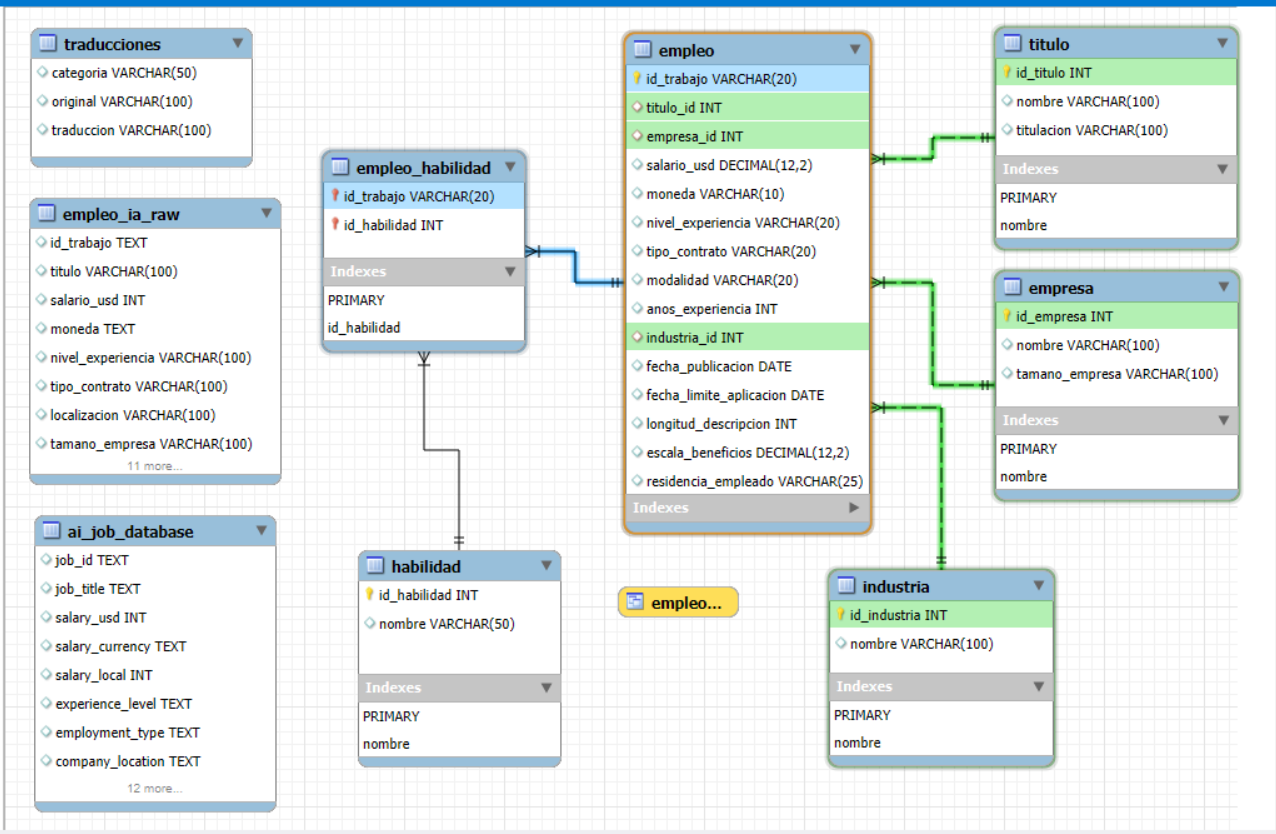 traducciones
categoria VARCHAR(50)
original VARCHAR(100)
traduccion VARCHAR(100)
empleo_ia_raw
id_trabajo TEXT
titulo VARCHAR(100)
salario_usd INT
moneda TEXT
nivel_experiencia VARCHAR(100)
tipo_contrato VARCHAR(100)
localizacion VARCHAR(100)
tamano_empresa VARCHAR(100)
11 more...
ai_job_database
job_id TEXT
job_title TEXT
salary_usd INT
salary_currency TEXT
salary_local INT
experience_level TEXT
employment_type TEXT
company_location TEXT
12 more...
empleo_habilidad
id_trabajo VARCHAR(20)
id_habilidad INT
Indexes
PRIMARY
id_habilidad
habilidad
id_habilidad INT
nombre VARCHAR(50)
Indexes
PRIMARY
nombre
empleo
id_trabajo VARCHAR(20)
titulo_id INT
empresa_id INT
salario_usd DECIMAL(12,2)
moneda VARCHAR(10)
nivel_experiencia VARCHAR(20)
tipo_contrato VARCHAR(20)
modalidad VARCHAR(20)
anos_experiencia INT
industria_id INT
fecha_publicacion DATE
fecha_limite_aplicacion DATE
longitud_descripcion INT
escala_beneficios DECIMAL(12,2)
residencia_empleado VARCHAR(25)
Indexes
empleo...
titulo
id_titulo INT
nombre VARCHAR(100)
titulacion VARCHAR(100)
Indexes
PRIMARY
nombre
empresa
id_empresa INT
nombre VARCHAR(100)
tamano_empresa VARCHAR(100)
Indexes
PRIMARY
nombre
industria
id_industria INT
nombre VARCHAR(100)
Indexes
PRIMARY
nombre